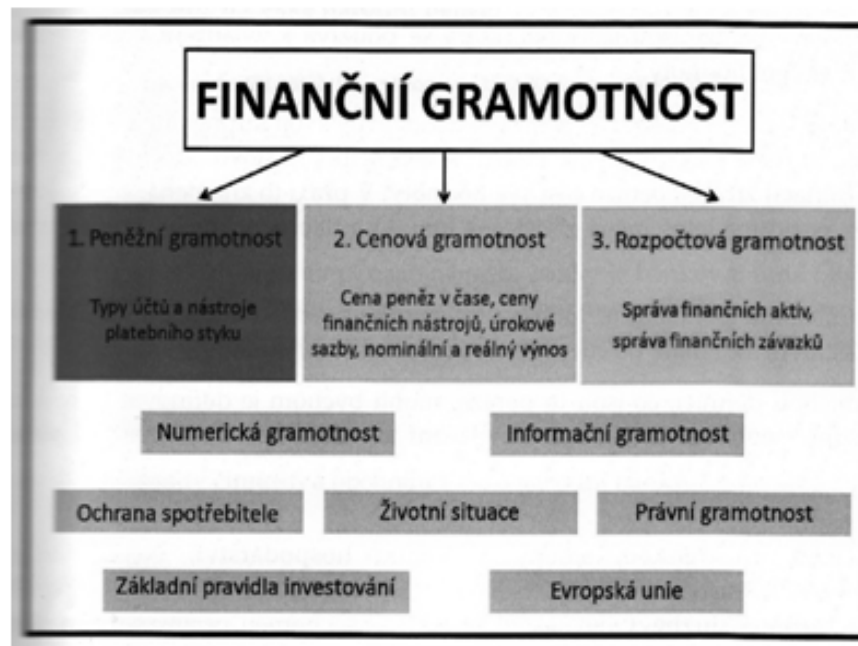 FINANČNÍ GRAMOTNOST
1. Peněžní gramotnost
Typy účtů a nástroje
platebního styku
2. Cenová gramotnost
Cena peněz v čase, ceny
finančních nástrojů, úrokové
sazby, nominální a reálný výnos
3. Rozpočtová gramotnost
Správa finančních aktiv,
správa finančních závazků
Numerická gramotnost
Informační gramotnost
Ochrana spotřebitele
Životní situace
Právní gramotnost
Základní pravidla investování
Evropská unie